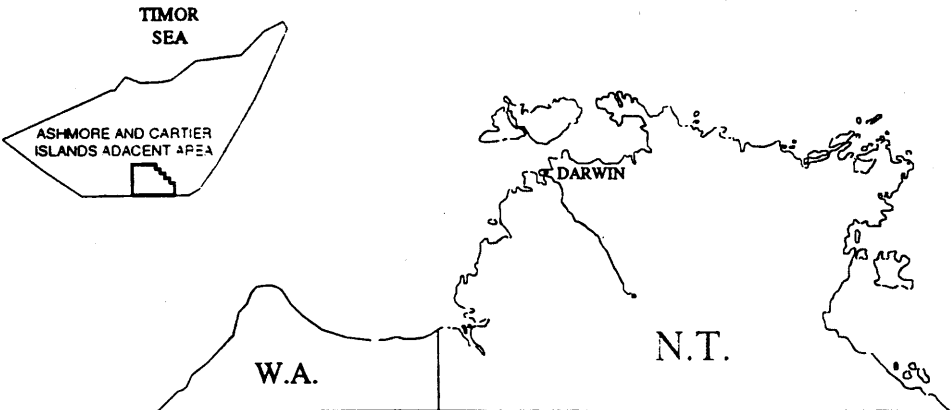 TIMOR
SEA
ASHMORE AND CARTIER
ISLANDS ADACENT AREA
DARWIN
N.T.
W.A.